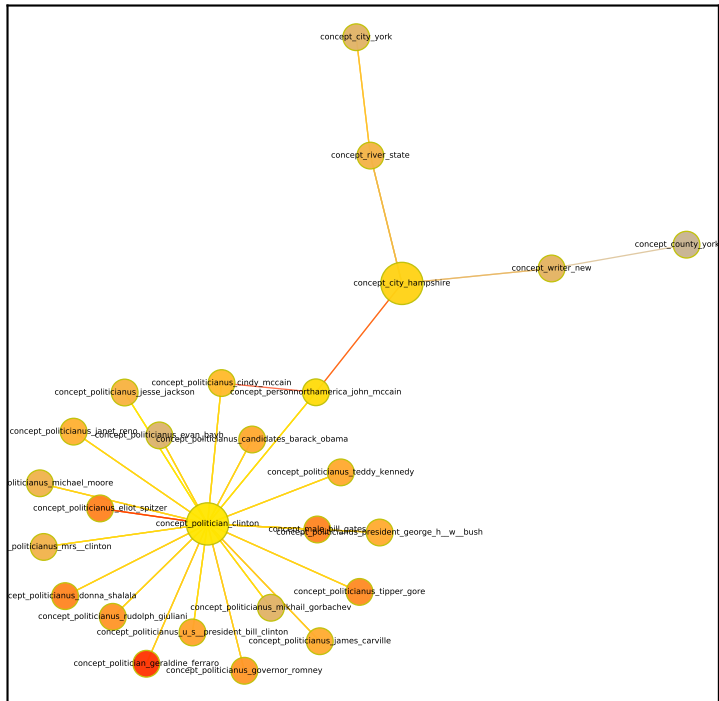 concept_city_york
concept_river_state
concept_county_york
concept_writer_new
concept_city_hampshire
concept_politicianus_cindy_mccain
concept_politicianus_jesse_jackson
concept_personnorthamerica_john_mccain
concept_politicianus_janet_reno
concept_politicianus_evan_bayh
concept_politicianus_candidates_barack_obama
concept_politicianus_teddy_kennedy
oliticianus_michael_moore
concept_politicianus_eliot_spitzer
concept_politician_clinton
concept_male_bill_gates
concept_politicianus_president_george_h__w__bush
_politicianus_mrs__clinton
concept_politicianus_tipper_gore
cept_politicianus_donna_shalala
concept_politicianus_mikhail_gorbachev
concept_politicianus_rudolph_giuliani
concept_politicianus_u_s__president_bill_clinton
concept_politicianus_james_carville
concept_politician_geraldine_ferraro
concept_politicianus_governor_romney